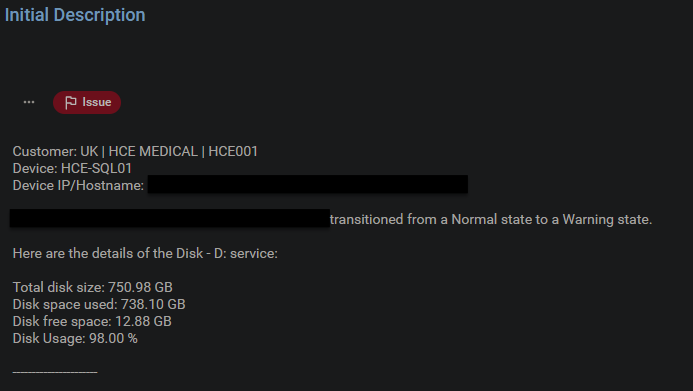 Initial Description
... Issue
Customer: UK | HCE MEDICAL | HCE001
Device: HCE-SQL01
Device IP/Hostname:
transitioned from a Normal state to a Warning state.
Here are the details of the Disk - D: service:
Total disk size: 750.98 GB
Disk space used: 738.10 GB
Disk free space: 12.88 GB
Disk Usage: 98.00 %
------------------------